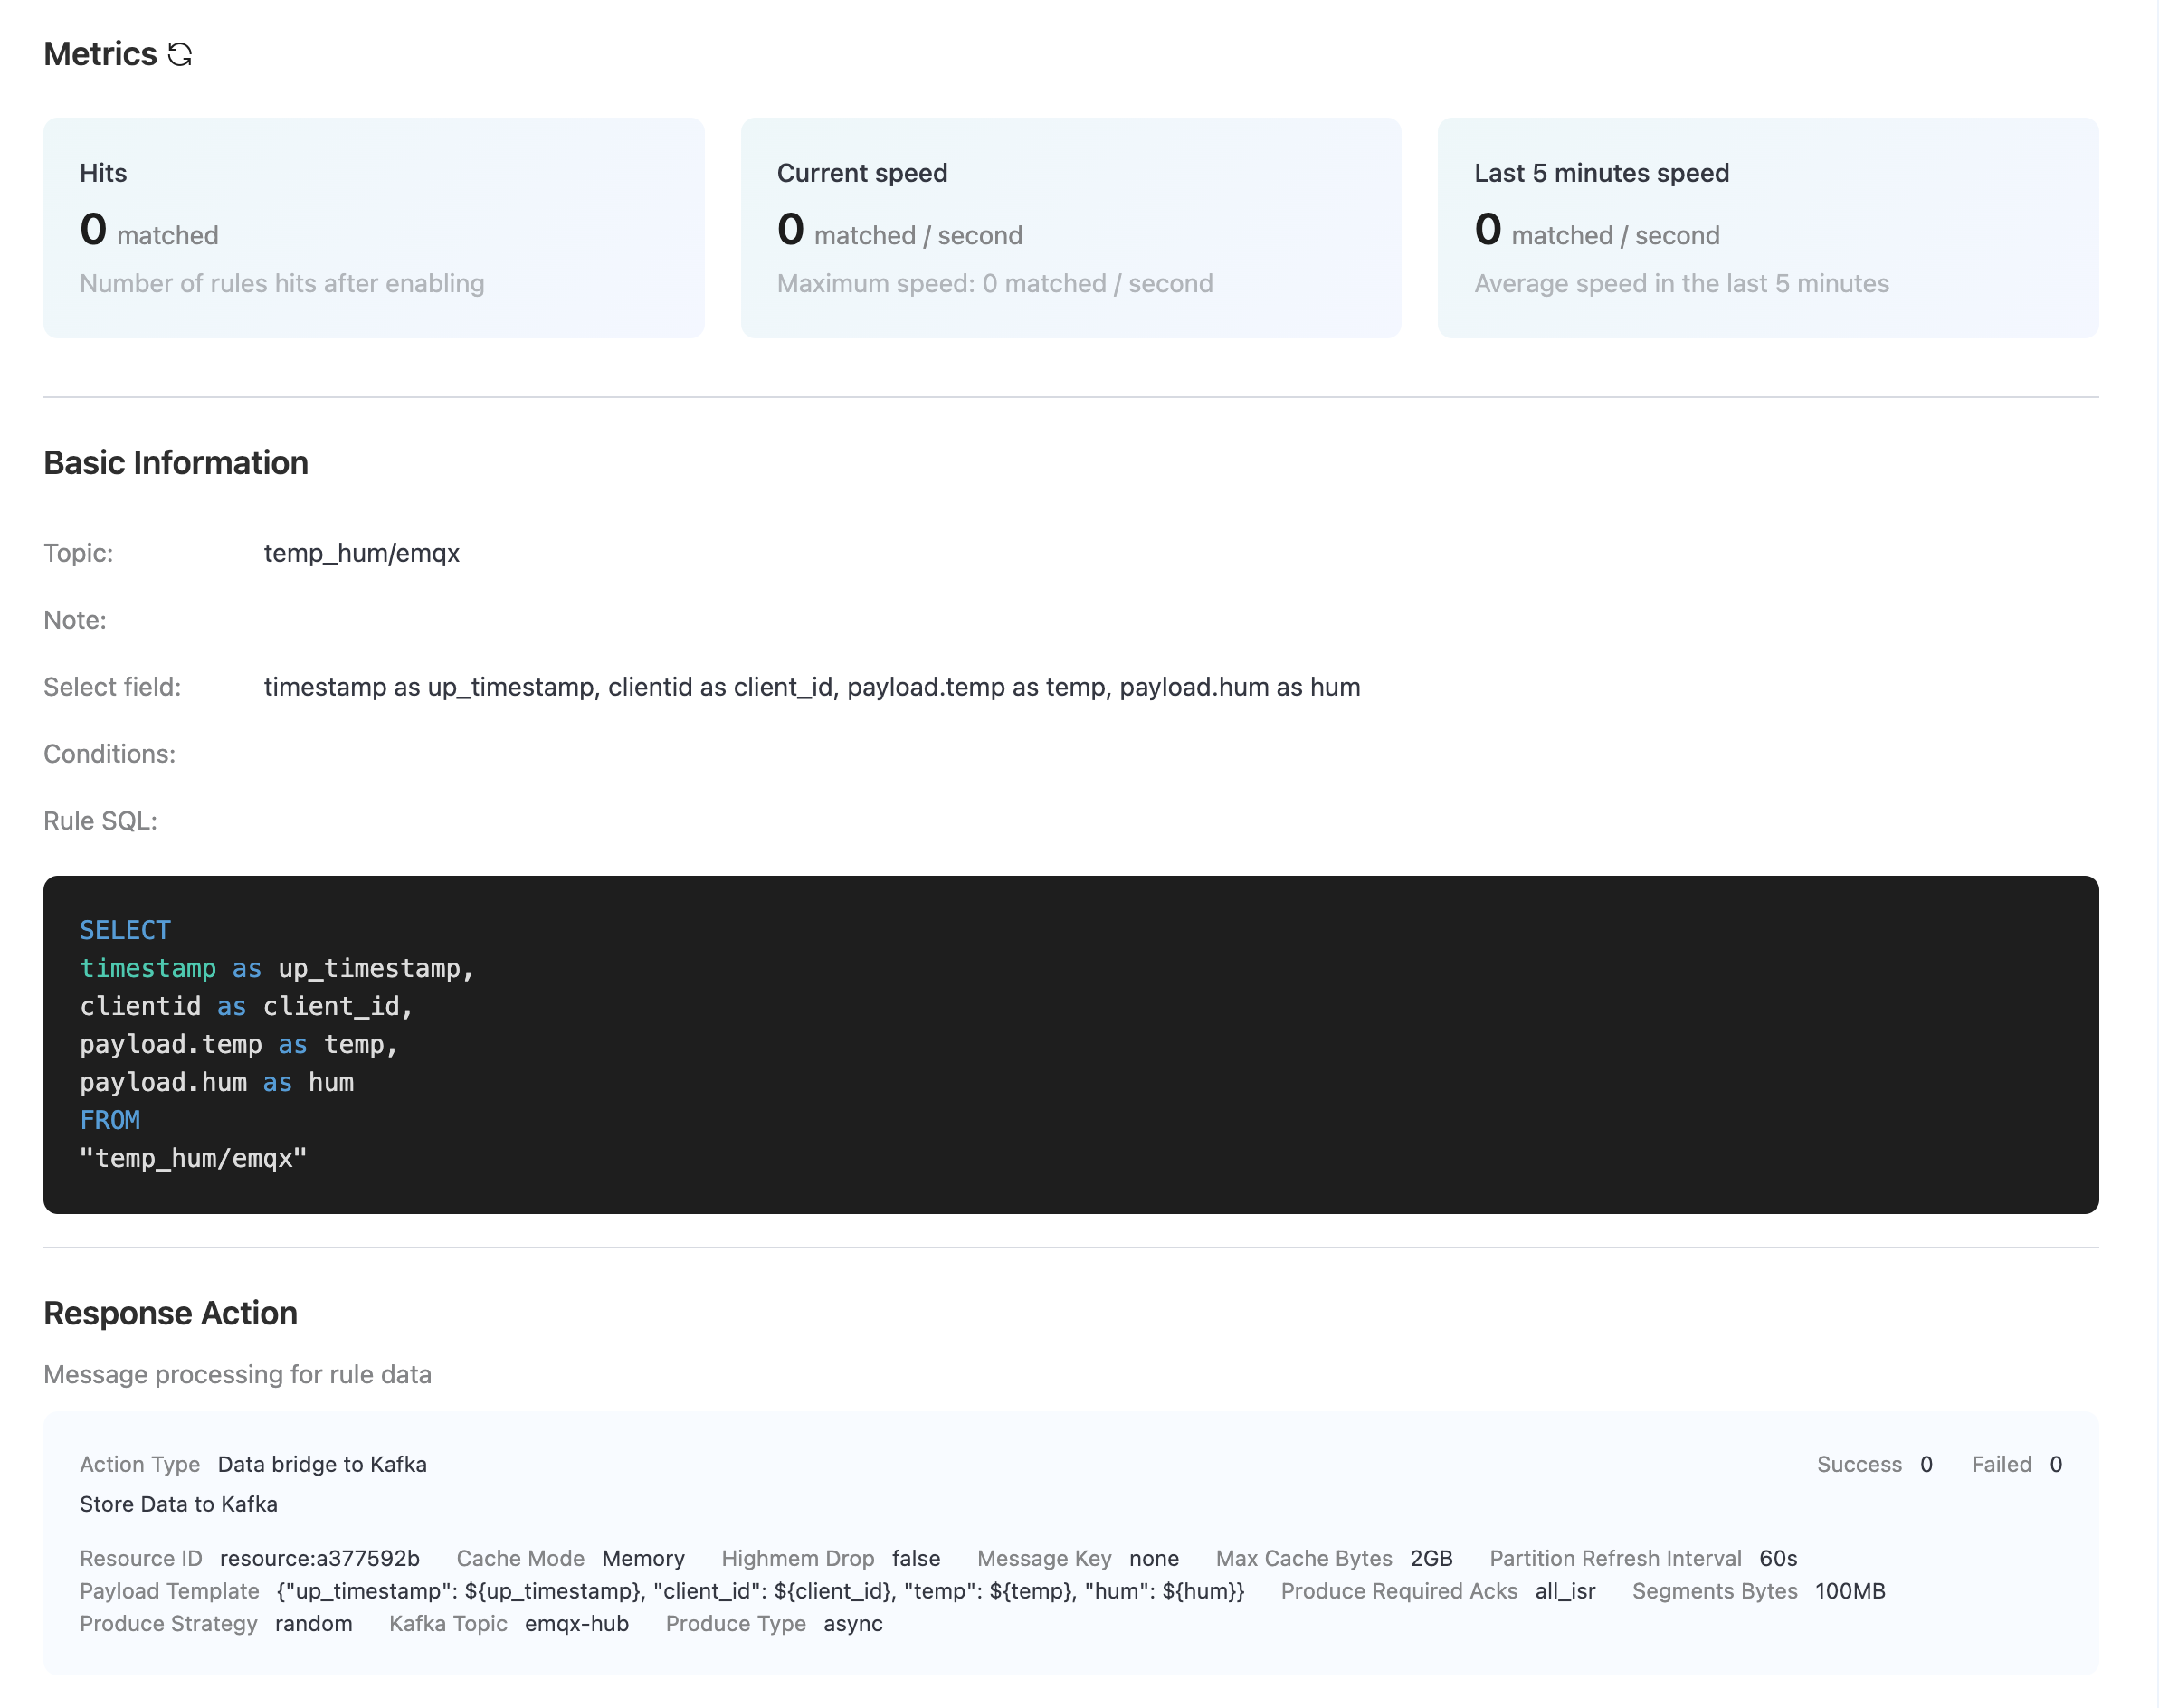 Metrics
Hits
0 matched
Number of rules hits after enabling
Current speed
0 matched / second
Maximum speed: 0 matched / second
Last 5 minutes speed
0 matched / second
Average speed in the last 5 minutes
Basic Information
Topic: temp_hum/emqx
Note:
Select field: timestamp as up_timestamp, clientid as client_id, payload.temp as temp, payload.hum as hum
Conditions:
Rule SQL:
SELECT
timestamp as up_timestamp,
clientid as client_id,
payload.temp as temp,
payload.hum as hum
FROM
"temp_hum/emqx"
Response Action
Message processing for rule data
Action Type Data bridge to Kafka Success 0 Failed 0
Store Data to Kafka
Resource ID resource:a377592b Cache Mode Memory Highmem Drop false Message Key none Max Cache Bytes 2GB Partition Refresh Interval 60s
Payload Template {"up_timestamp": ${up_timestamp}, "client_id": ${client_id}, "temp": ${temp}, "hum": ${hum}} Produce Required Acks all_isr Segments Bytes 100MB
Produce Strategy random Kafka Topic emqx-hub Produce Type async